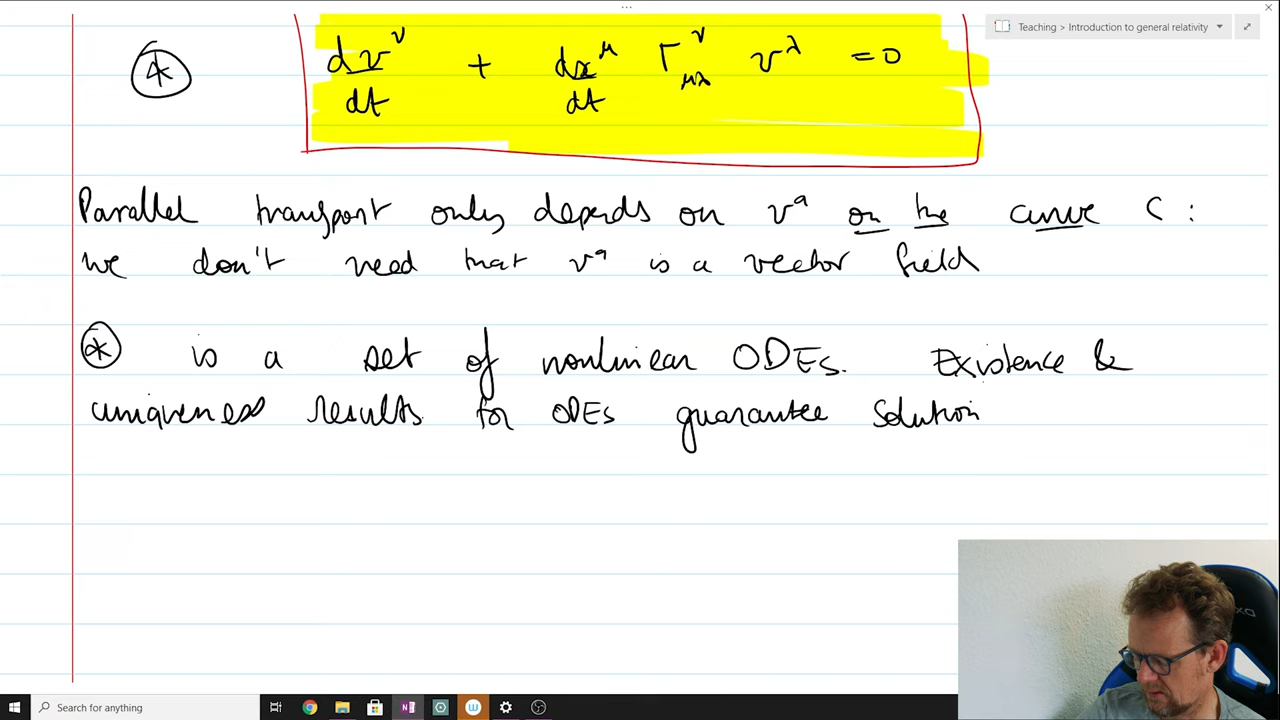 Teaching > Introduction to general relativity
⊛ dv^ν/dt + dx^μ/dt Γ^ν_μλ v^λ = 0
Parallel transport only depends on v^a on the curve C :
we don't need that v^a is a vector field
⊛ is a set of nonlinear ODEs. Existence &
uniqueness results for ODEs guarantee solution
Search for anything